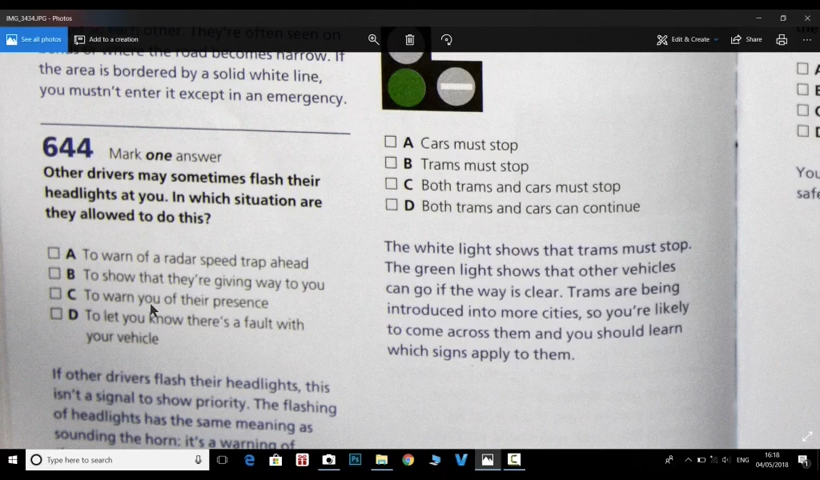 IMG_3434.JPG - Photos
See all photos
Add to a creation
Edit & Create
Share
or where the road becomes narrow. If
the area is bordered by a solid white line,
you mustn't enter it except in an emergency.
644 Mark one answer
Other drivers may sometimes flash their
headlights at you. In which situation are
they allowed to do this?
A To warn of a radar speed trap ahead
B To show that they're giving way to you
C To warn you of their presence
D To let you know there's a fault with
your vehicle
If other drivers flash their headlights, this
isn't a signal to show priority. The flashing
of headlights has the same meaning as
sounding the horn: it's a warning of
A Cars must stop
B Trams must stop
C Both trams and cars must stop
D Both trams and cars can continue
The white light shows that trams must stop.
The green light shows that other vehicles
can go if the way is clear. Trams are being
introduced into more cities, so you're likely
to come across them and you should learn
which signs apply to them.
Type here to search
ENG
16:18
04/05/2018